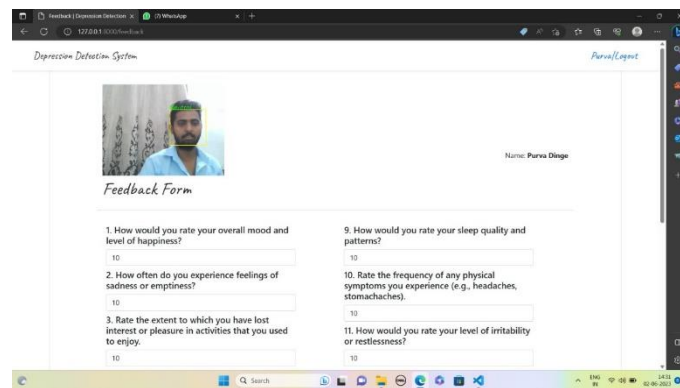 Feedback | Depression Detection
(7) WhatsApp
127.0.0.1:3000/feedback
Depression Detection System
Purva/Logout
Name: Purva Dinge
Feedback Form
1. How would you rate your overall mood and
level of happiness?
10
2. How often do you experience feelings of
sadness or emptiness?
10
3. Rate the extent to which you have lost
interest or pleasure in activities that you used
to enjoy.
10
9. How would you rate your sleep quality and
patterns?
10
10. Rate the frequency of any physical
symptoms you experience (e.g., headaches,
stomachaches).
10
11. How would you rate your level of irritability
or restlessness?
10
Search
ENG
IN
14:31
02-06-2023